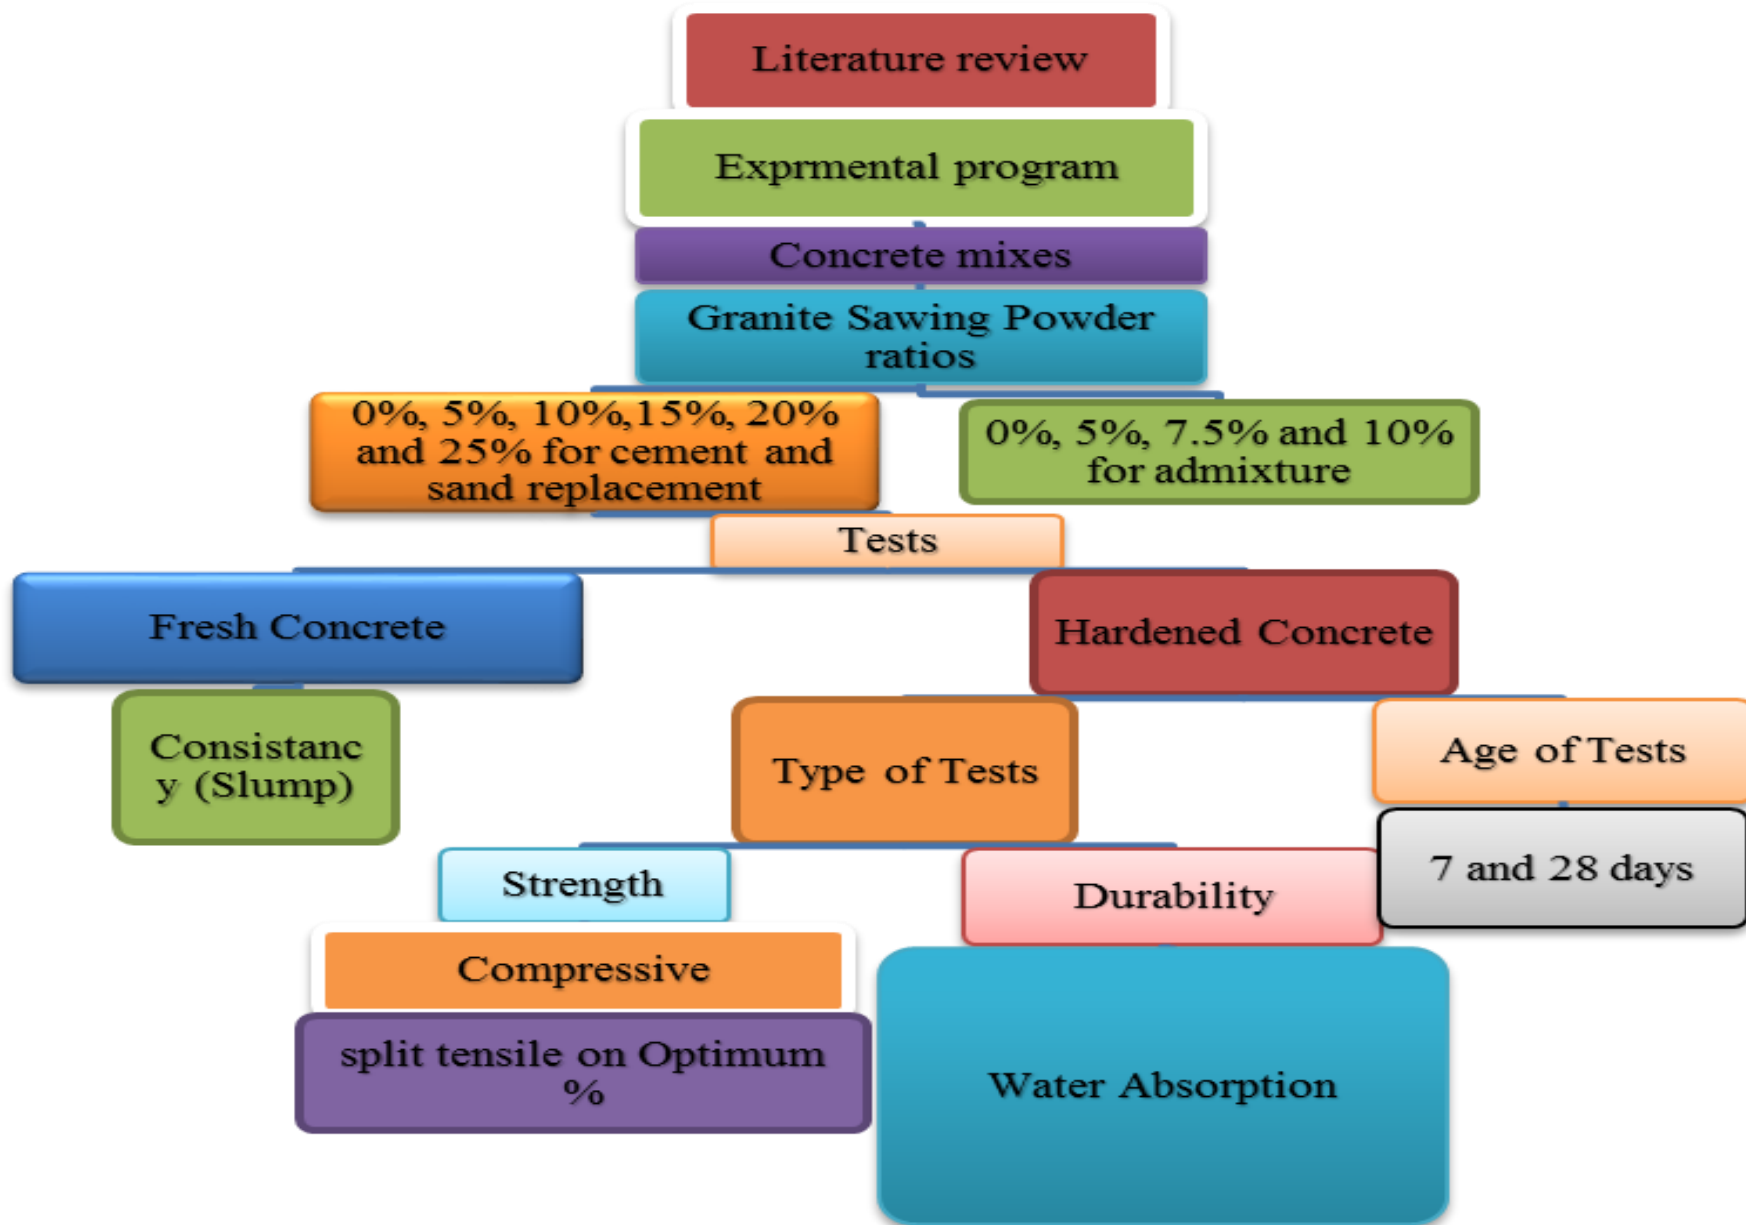 Literature review
Exprmental program
Concrete mixes
Granite Sawing Powder
ratios
0%, 5%, 10%,15%, 20%
and 25% for cement and
sand replacement
0%, 5%, 7.5% and 10%
for admixture
Tests
Fresh Concrete
Hardened Concrete
Consistanc
y (Slump)
Type of Tests
Age of Tests
7 and 28 days
Strength
Durability
Compressive
split tensile on Optimum
%
Water Absorption